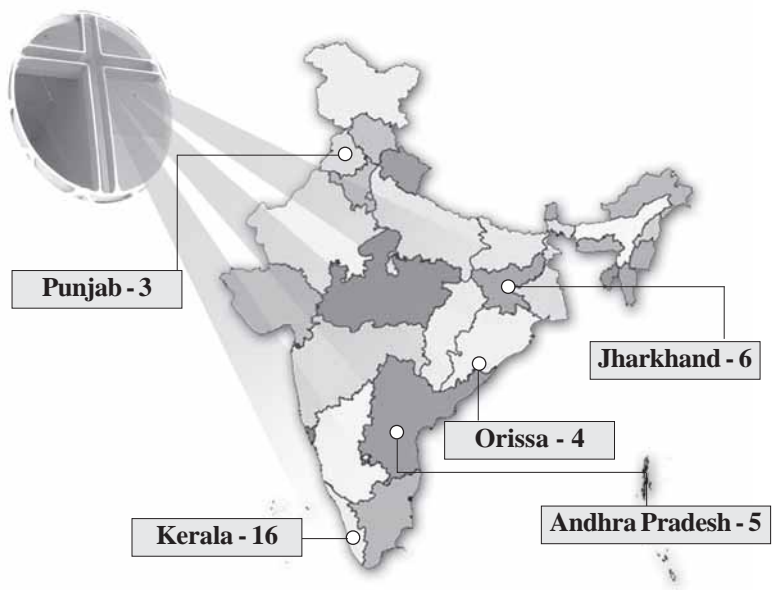 Punjab - 3
Jharkhand - 6
Orissa - 4
Andhra Pradesh - 5
Kerala - 16